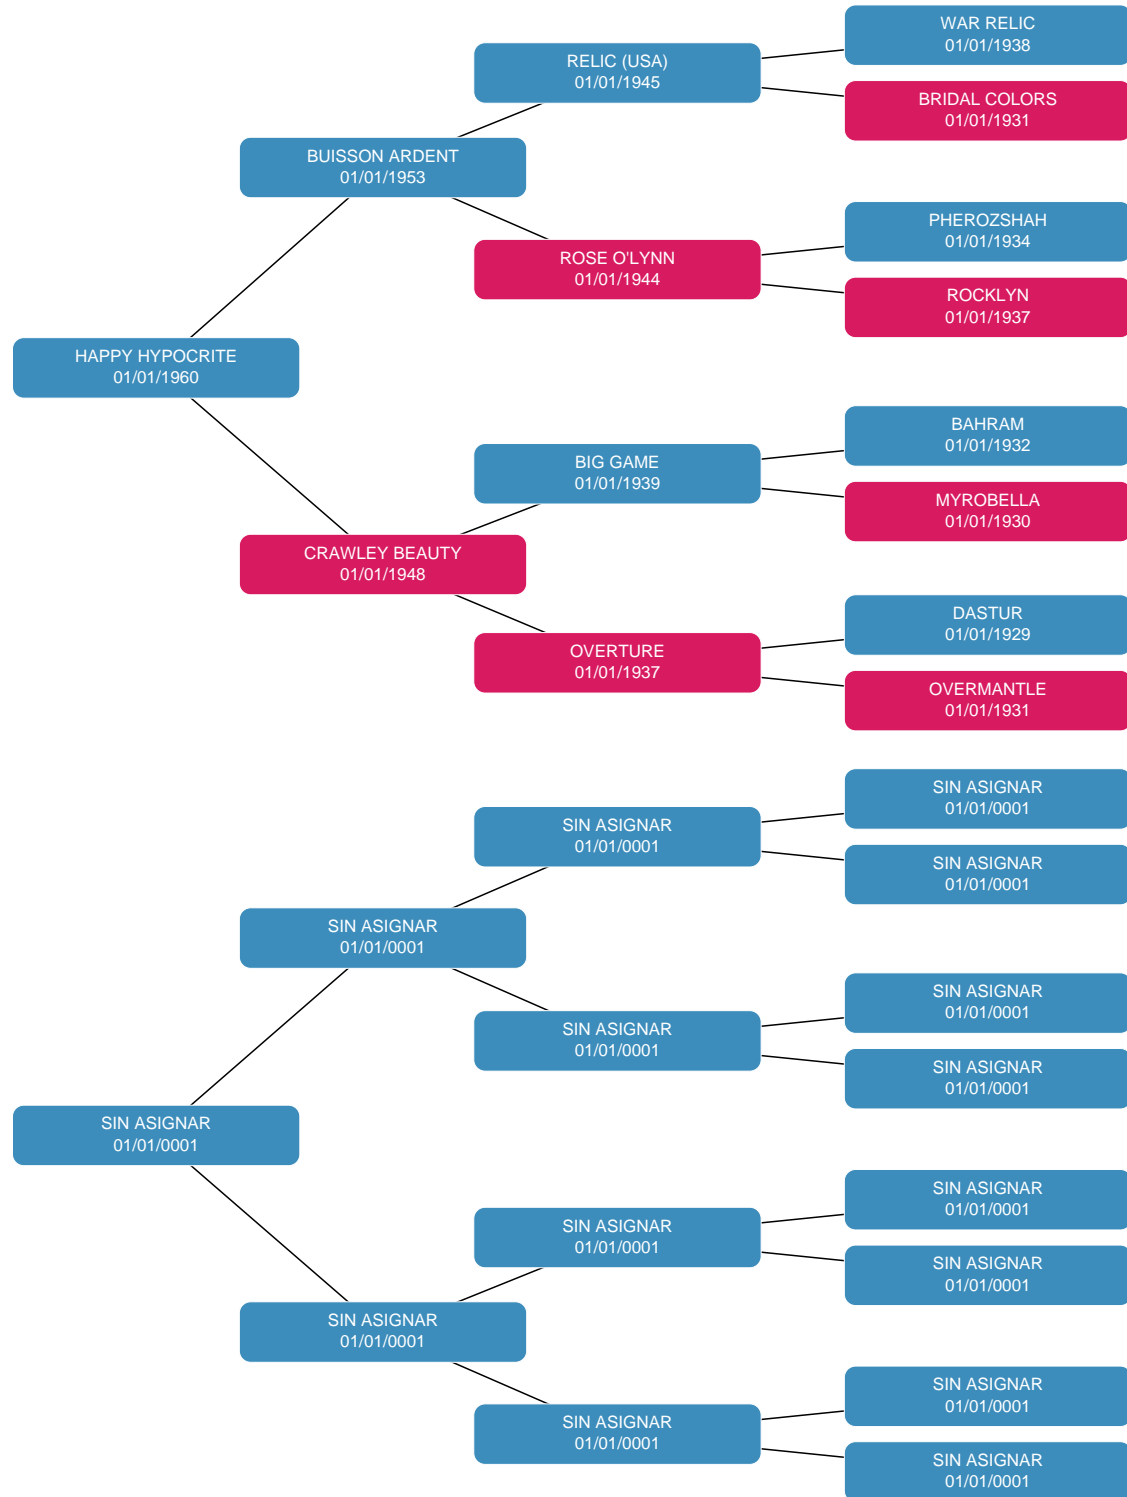 WAR RELIC
01/01/1938
RELIC (USA)
01/01/1945
BRIDAL COLORS
01/01/1931
BUISSON ARDENT
01/01/1953
PHEROZSHAH
01/01/1934
ROSE O'LYNN
01/01/1944
ROCKLYN
01/01/1937
HAPPY HYPOCRITE
01/01/1960
BAHRAM
01/01/1932
BIG GAME
01/01/1939
MYROBELLA
01/01/1930
CRAWLEY BEAUTY
01/01/1948
DASTUR
01/01/1929
OVERTURE
01/01/1937
OVERMANTLE
01/01/1931
SIN ASIGNAR
01/01/0001
SIN ASIGNAR
01/01/0001
SIN ASIGNAR
01/01/0001
SIN ASIGNAR
01/01/0001
SIN ASIGNAR
01/01/0001
SIN ASIGNAR
01/01/0001
SIN ASIGNAR
01/01/0001
SIN ASIGNAR
01/01/0001
SIN ASIGNAR
01/01/0001
SIN ASIGNAR
01/01/0001
SIN ASIGNAR
01/01/0001
SIN ASIGNAR
01/01/0001
SIN ASIGNAR
01/01/0001
SIN ASIGNAR
01/01/0001
SIN ASIGNAR
01/01/0001